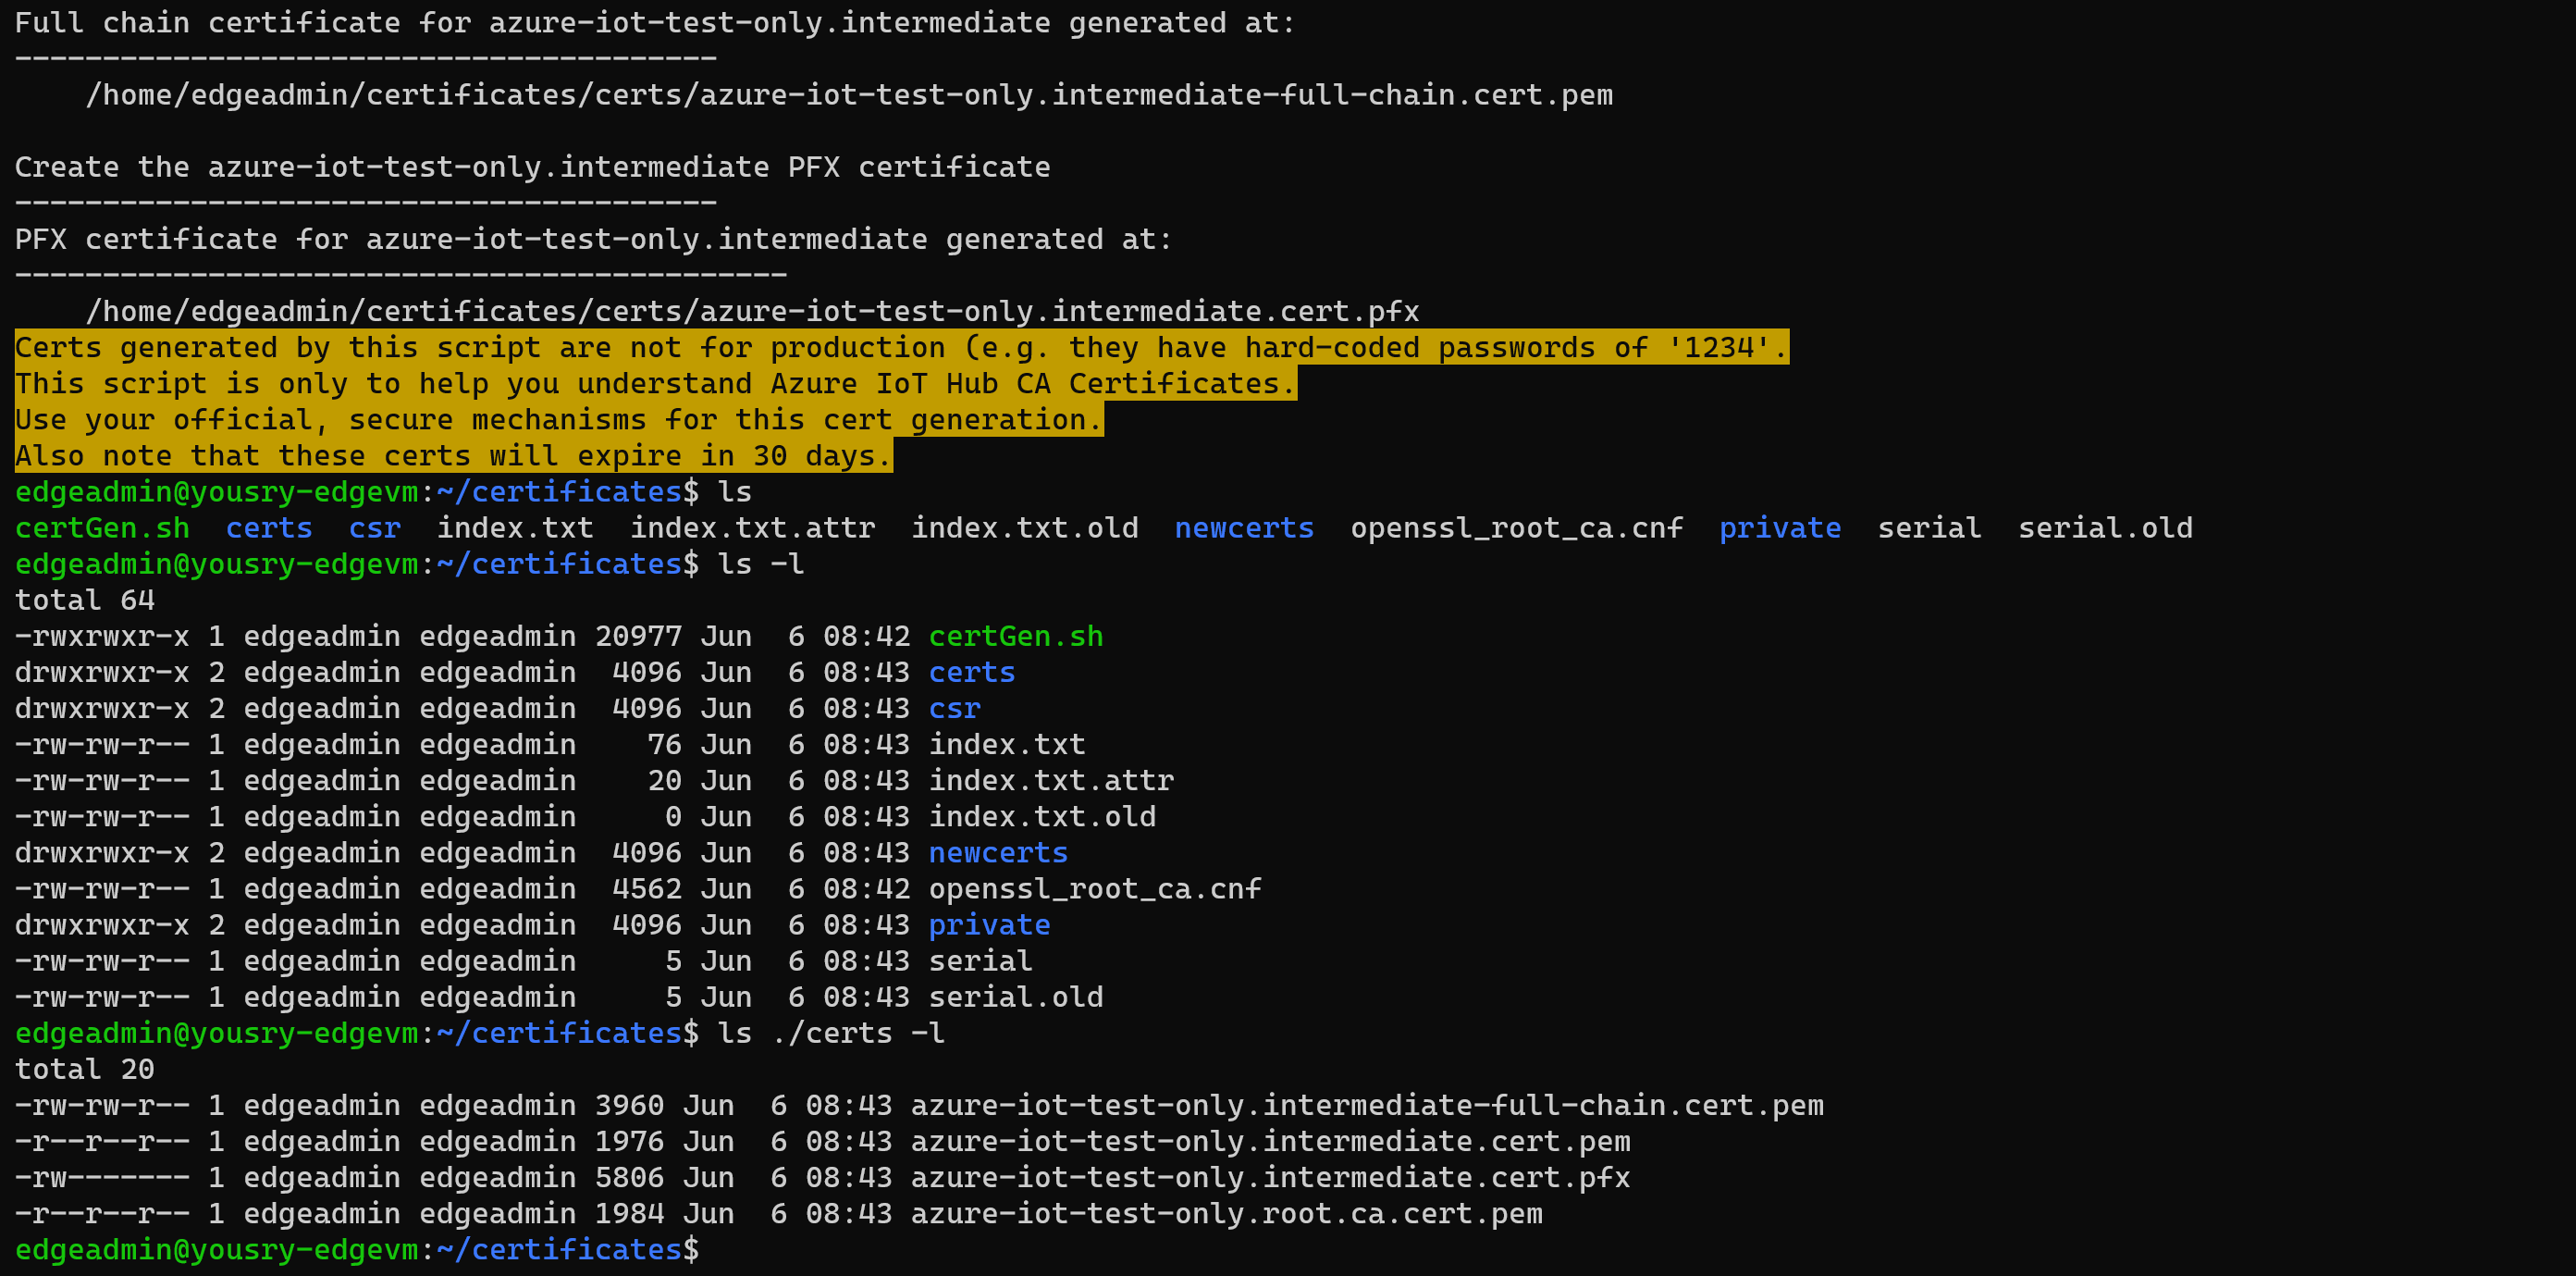 Full chain certificate for azure-iot-test-only.intermediate generated at:
----------------------------------------
    /home/edgeadmin/certificates/certs/azure-iot-test-only.intermediate-full-chain.cert.pem

Create the azure-iot-test-only.intermediate PFX certificate
----------------------------------------
PFX certificate for azure-iot-test-only.intermediate generated at:
--------------------------------------------
    /home/edgeadmin/certificates/certs/azure-iot-test-only.intermediate.cert.pfx
Certs generated by this script are not for production (e.g. they have hard-coded passwords of '1234'.
This script is only to help you understand Azure IoT Hub CA Certificates.
Use your official, secure mechanisms for this cert generation.
Also note that these certs will expire in 30 days.
edgeadmin@yousry-edgevm:~/certificates$ ls
certGen.sh  certs  csr  index.txt  index.txt.attr  index.txt.old  newcerts  openssl_root_ca.cnf  private  serial  serial.old
edgeadmin@yousry-edgevm:~/certificates$ ls -l
total 64
-rwxrwxr-x 1 edgeadmin edgeadmin 20977 Jun  6 08:42 certGen.sh
drwxrwxr-x 2 edgeadmin edgeadmin  4096 Jun  6 08:43 certs
drwxrwxr-x 2 edgeadmin edgeadmin  4096 Jun  6 08:43 csr
-rw-rw-r-- 1 edgeadmin edgeadmin    76 Jun  6 08:43 index.txt
-rw-rw-r-- 1 edgeadmin edgeadmin    20 Jun  6 08:43 index.txt.attr
-rw-rw-r-- 1 edgeadmin edgeadmin     0 Jun  6 08:43 index.txt.old
drwxrwxr-x 2 edgeadmin edgeadmin  4096 Jun  6 08:43 newcerts
-rw-rw-r-- 1 edgeadmin edgeadmin  4562 Jun  6 08:42 openssl_root_ca.cnf
drwxrwxr-x 2 edgeadmin edgeadmin  4096 Jun  6 08:43 private
-rw-rw-r-- 1 edgeadmin edgeadmin     5 Jun  6 08:43 serial
-rw-rw-r-- 1 edgeadmin edgeadmin     5 Jun  6 08:43 serial.old
edgeadmin@yousry-edgevm:~/certificates$ ls ./certs -l
total 20
-rw-rw-r-- 1 edgeadmin edgeadmin 3960 Jun  6 08:43 azure-iot-test-only.intermediate-full-chain.cert.pem
-r--r--r-- 1 edgeadmin edgeadmin 1976 Jun  6 08:43 azure-iot-test-only.intermediate.cert.pem
-rw------- 1 edgeadmin edgeadmin 5806 Jun  6 08:43 azure-iot-test-only.intermediate.cert.pfx
-r--r--r-- 1 edgeadmin edgeadmin 1984 Jun  6 08:43 azure-iot-test-only.root.ca.cert.pem
edgeadmin@yousry-edgevm:~/certificates$